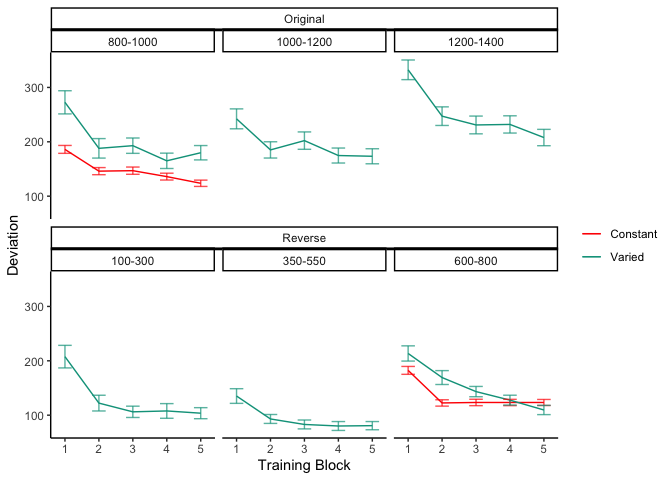 Original
800-1000 1000-1200 1200-1400
300
200
100
Deviation
Reverse
100-300 350-550 600-800
300
200
100
1 2 3 4 5 1 2 3 4 5 1 2 3 4 5
Training Block
Constant
Varied